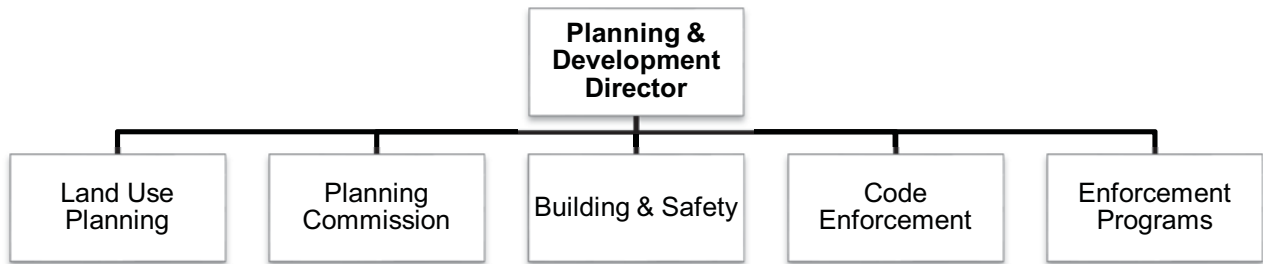 Planning &
Development
Director
Land Use
Planning
Planning
Commission
Building & Safety
Code
Enforcement
Enforcement
Programs